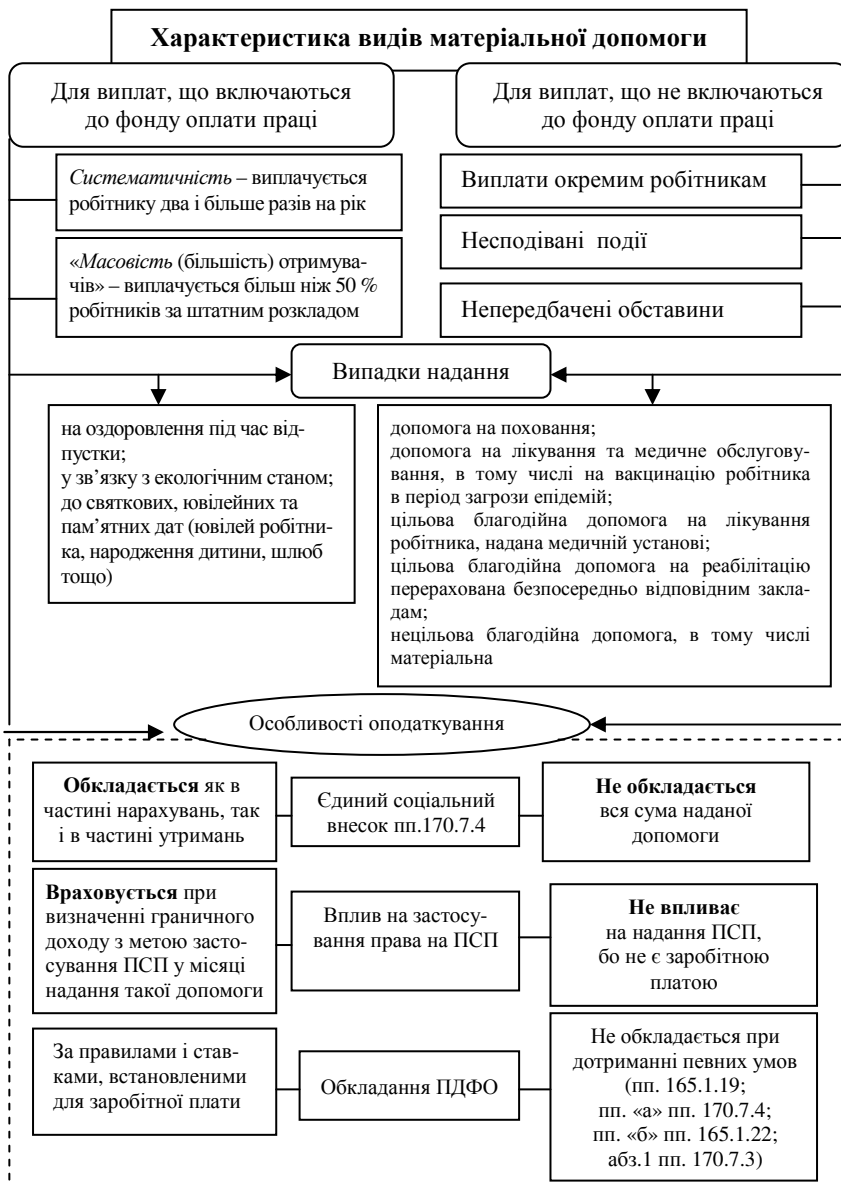 Характеристика видів матеріальної допомоги
Для виплат, що включаються
до фонду оплати праці
Для виплат, що не включаються
до фонду оплати праці
Систематичність – виплачується
робітнику два і більше разів на рік
«Масовість (більшість) отримува-
чів» – виплачується більш ніж 50 %
робітників за штатним розкладом
Виплати окремим робітникам
Несподівані події
Непередбачені обставини
Випадки надання
на оздоровлення під час від-
пустки;
у зв’язку з екологічним станом;
до святкових, ювілейних та
пам’ятних дат (ювілей робітни-
ка, народження дитини, шлюб
тощо)
допомога на поховання;
допомога на лікування та медичне обслугову-
вання, в тому числі на вакцинацію робітника
в період загрози епідемій;
цільова благодійна допомога на лікування
робітника, надана медичній установі;
цільова благодійна допомога на реабілітацію
перерахована безпосередньо відповідним закла-
дам;
нецільова благодійна допомога, в тому числі
матеріальна
Особливості оподаткування
Обкладається як в
частині нарахувань, так
і в частині утримань
Єдиний соціальний
внесок пп.170.7.4
Не обкладається
вся сума наданої
допомоги
Враховується при
визначенні граничного
доходу з метою засто-
сування ПСП у місяці
надання такої допомоги
Вплив на застосу-
вання права на ПСП
Не впливає
на надання ПСП,
бо не є заробітною
платою
За правилами і став-
ками, встановленими
для заробітної плати
Обкладання ПДФО
Не обкладається при
дотриманні певних умов
(пп. 165.1.19;
пп. «а» пп. 170.7.4;
пп. «б» пп. 165.1.22;
абз.1 пп. 170.7.3)